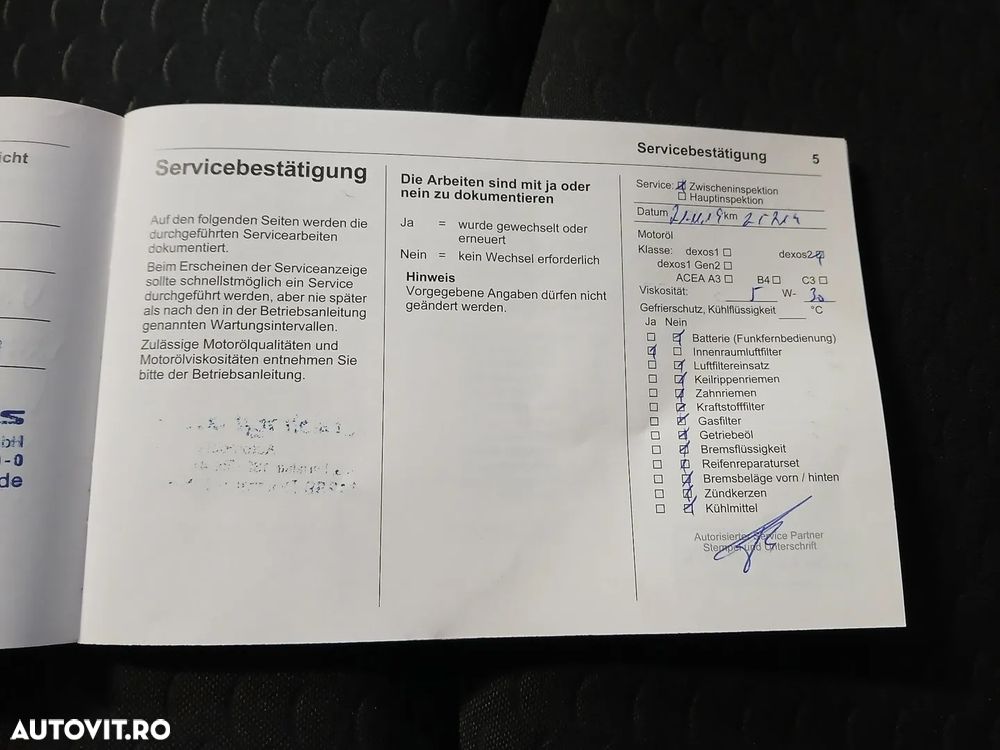 icht
S
bH
-0
de
Servicebestätigung
Auf den folgenden Seiten werden die
durchgeführten Servicearbeiten
dokumentiert.
Beim Erscheinen der Serviceanzeige
sollte schnellstmöglich ein Service
durchgeführt werden, aber nie später
als nach den in der Betriebsanleitung
genannten Wartungsintervallen.
Zulässige Motorölqualitäten und
Motorölviskositäten entnehmen Sie
bitte der Betriebsanleitung.
Die Arbeiten sind mit ja oder
nein zu dokumentieren
Ja = wurde gewechselt oder
erneuert
Nein = kein Wechsel erforderlich
Hinweis
Vorgegebene Angaben dürfen nicht
geändert werden.
Servicebestätigung 5
Service: Zwischeninspektion
Hauptinspektion
Datum km
Motoröl
Klasse: dexos1 dexos2
dexos1 Gen2
ACEA A3 B4 C3
Viskosität: 5 W- 30
Gefrierschutz, Kühlflüssigkeit °C
Ja Nein
Batterie (Funkfernbedienung)
Innenraumluftfilter
Luftfiltereinsatz
Keilrippenriemen
Zahnriemen
Kraftstofffilter
Gasfilter
Getriebeöl
Bremsflüssigkeit
Reifenreparaturset
Bremsbeläge vorn / hinten
Zündkerzen
Kühlmittel
Autorisierter Service Partner
Stempel und Unterschrift
AUTOVIT.RO